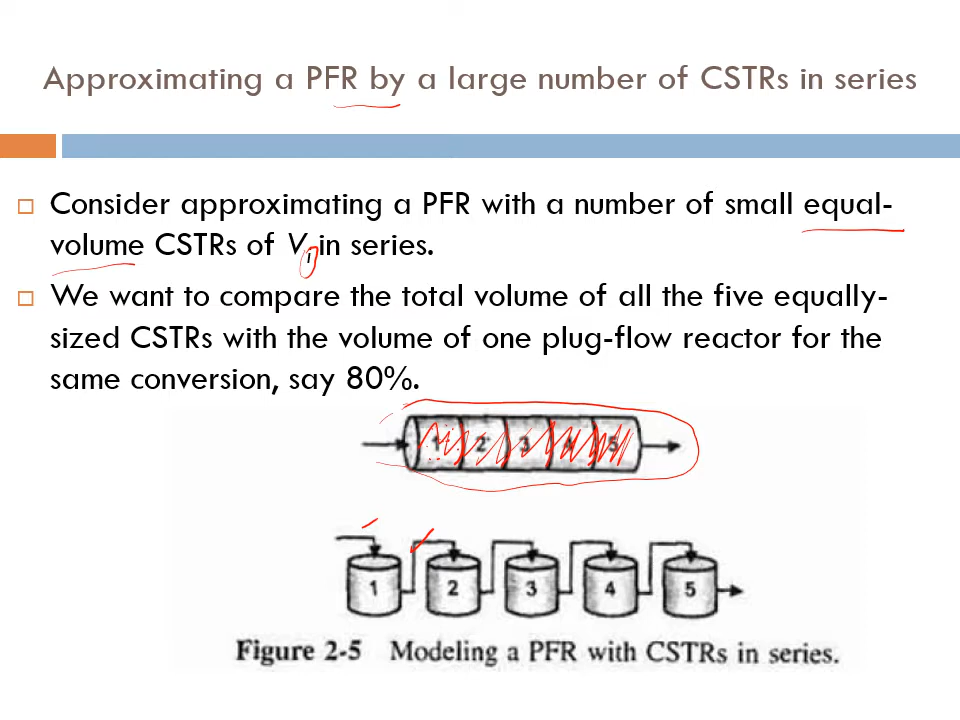 Approximating a PFR by a large number of CSTRs in series
Consider approximating a PFR with a number of small equal-
volume CSTRs of V₁ in series.
We want to compare the total volume of all the five equally-
sized CSTRs with the volume of one plug-flow reactor for the
same conversion, say 80%.
1 2 3 4 5
1 2 3 4 5
Figure 2-5 Modeling a PFR with CSTRs in series.